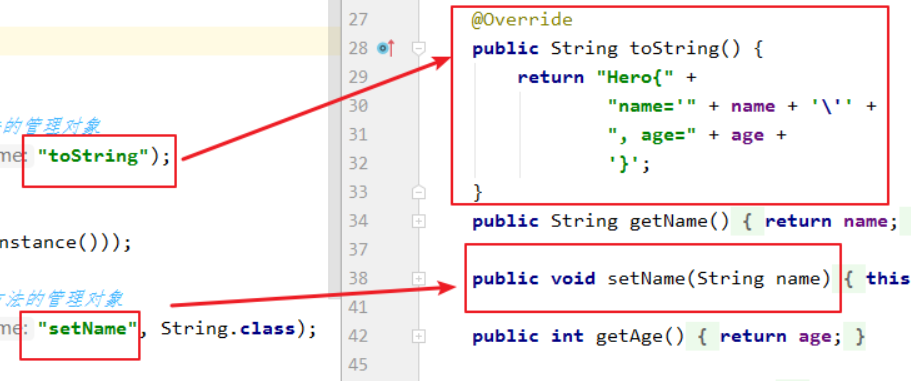 的管理对象
me: "toString");
nstance()));
法的管理对象
me: "setName", String.class);
27 @Override
28 public String toString() {
29 return "Hero{" +
30 "name='" + name + '\'' +
31 ", age=" + age +
32 '}';
33 }
34 public String getName() { return name;
37
38 public void setName(String name) { this
41
42 public int getAge() { return age; }
45